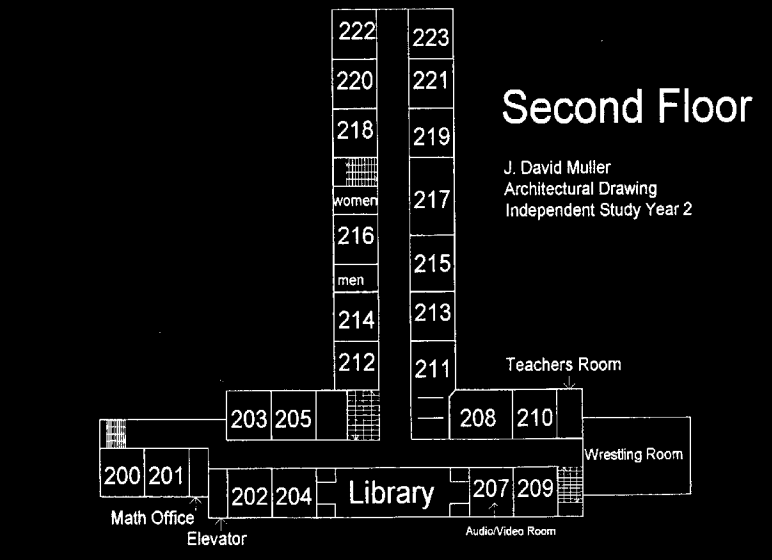 222
223
220
221
Second Floor
218
219
J. David Muller
Architectural Drawing
Independent Study Year 2
women
217
216
215
men
213
214
212
211
Teachers Room
203
205
208
210
Wrestling Room
200
201
202
204
Library
207
209
Math Office
Elevator
Audio/Video Room